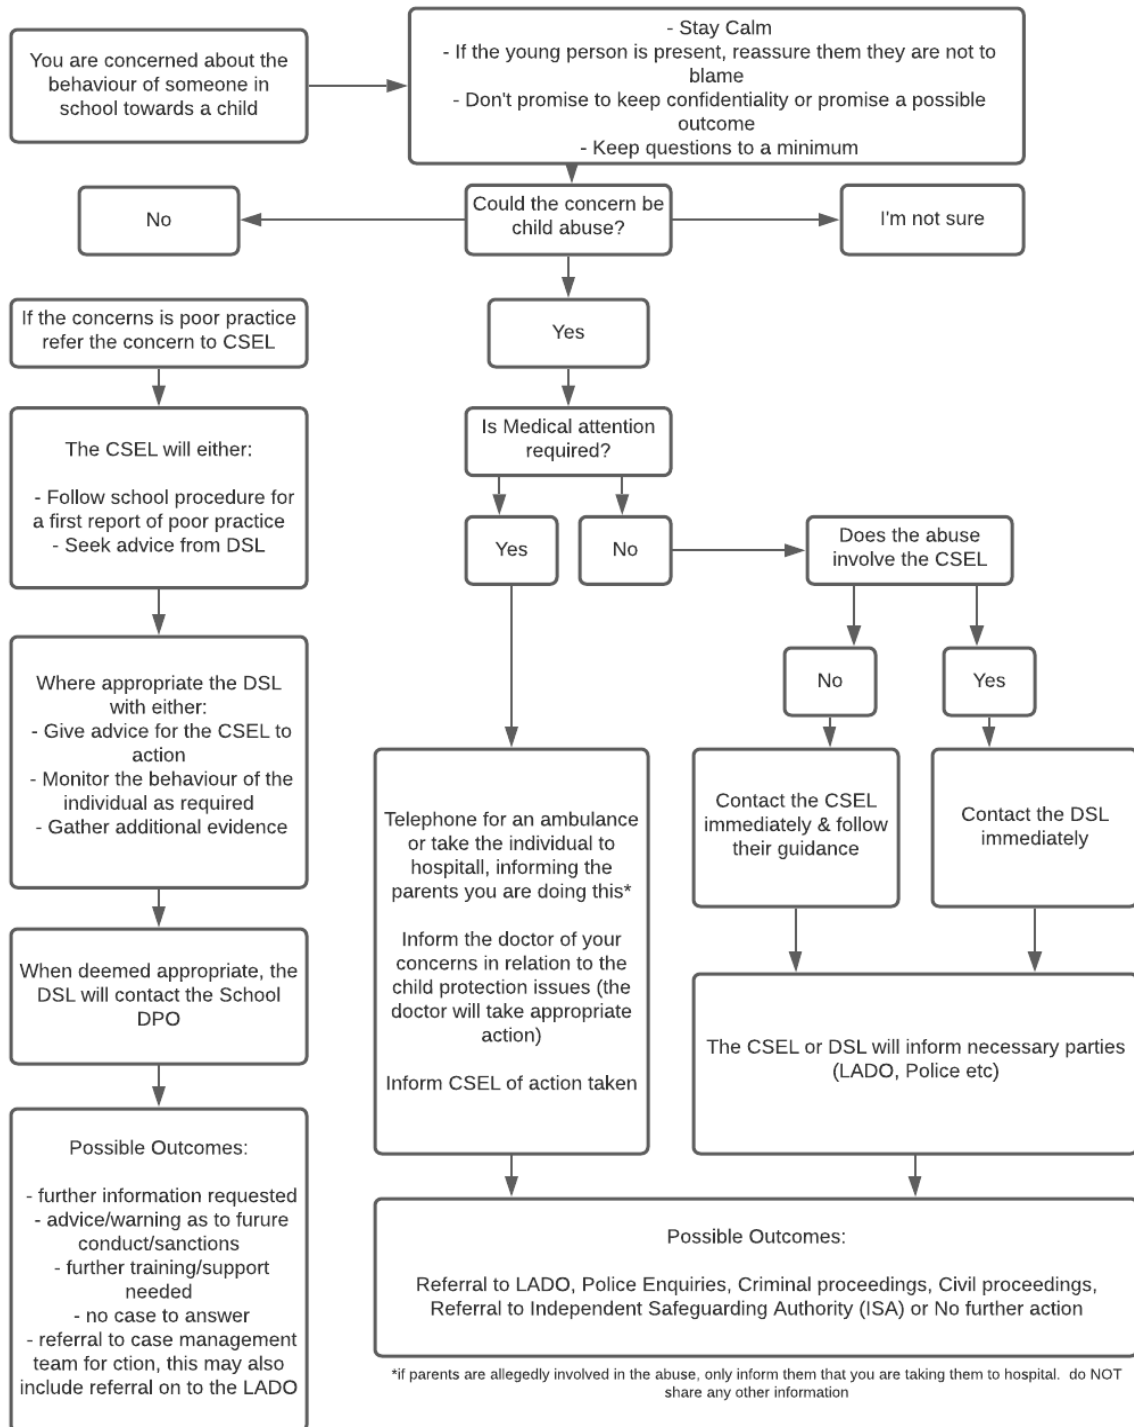 You are concerned about the
behaviour of someone in
school towards a child
- Stay Calm
- If the young person is present, reassure them they are not to
blame
- Don't promise to keep confidentiality or promise a possible
outcome
- Keep questions to a minimum
No
Could the concern be
child abuse?
I'm not sure
If the concerns is poor practice
refer the concern to CSEL
Yes
The CSEL will either:
- Follow school procedure for
a first report of poor practice
- Seek advice from DSL
Is Medical attention
required?
Yes
No
Does the abuse
involve the CSEL
Where appropriate the DSL
with either:
- Give advice for the CSEL to
action
- Monitor the behaviour of the
individual as required
- Gather additional evidence
No
Yes
Telephone for an ambulance
or take the individual to
hospitall, informing the
parents you are doing this*
Inform the doctor of your
concerns in relation to the
child protection issues (the
doctor will take appropriate
action)
Inform CSEL of action taken
Contact the CSEL
immediately & follow
their guidance
Contact the DSL
immediately
When deemed appropriate, the
DSL will contact the School
DPO
The CSEL or DSL will inform necessary parties
(LADO, Police etc)
Possible Outcomes:
- further information requested
- advice/warning as to furure
conduct/sanctions
- further training/support
needed
- no case to answer
- referral to case management
team for ction, this may also
include referral on to the LADO
Possible Outcomes:
Referral to LADO, Police Enquiries, Criminal proceedings, Civil proceedings,
Referral to Independent Safeguarding Authority (ISA) or No further action
*if parents are allegedly involved in the abuse, only inform them that you are taking them to hospital. do NOT
share any other information